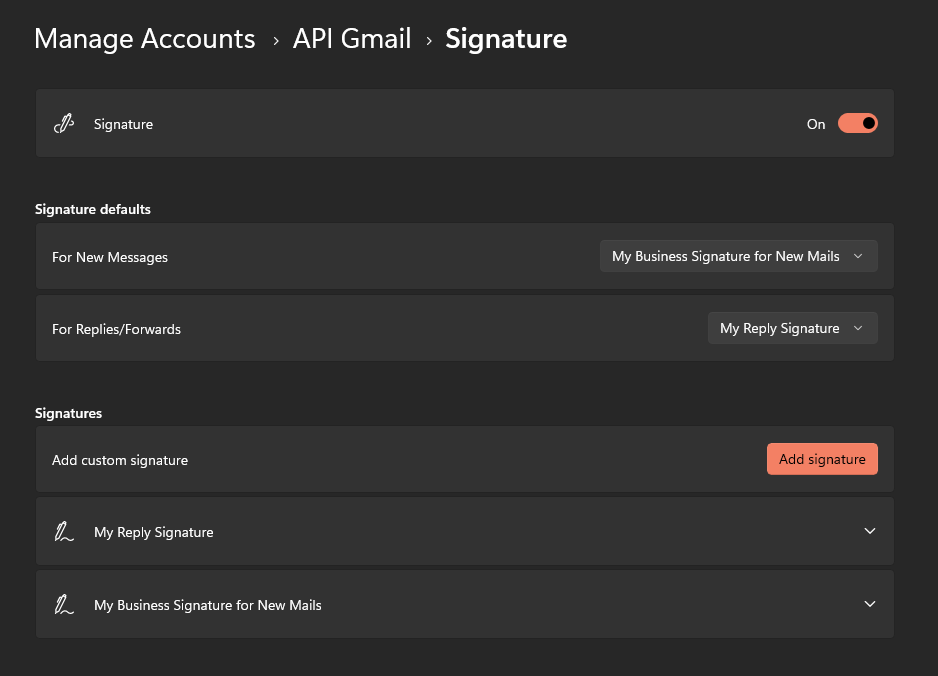 Manage Accounts › API Gmail › Signature
Signature On
Signature defaults
For New Messages My Business Signature for New Mails
For Replies/Forwards My Reply Signature
Signatures
Add custom signature Add signature
My Reply Signature
My Business Signature for New Mails